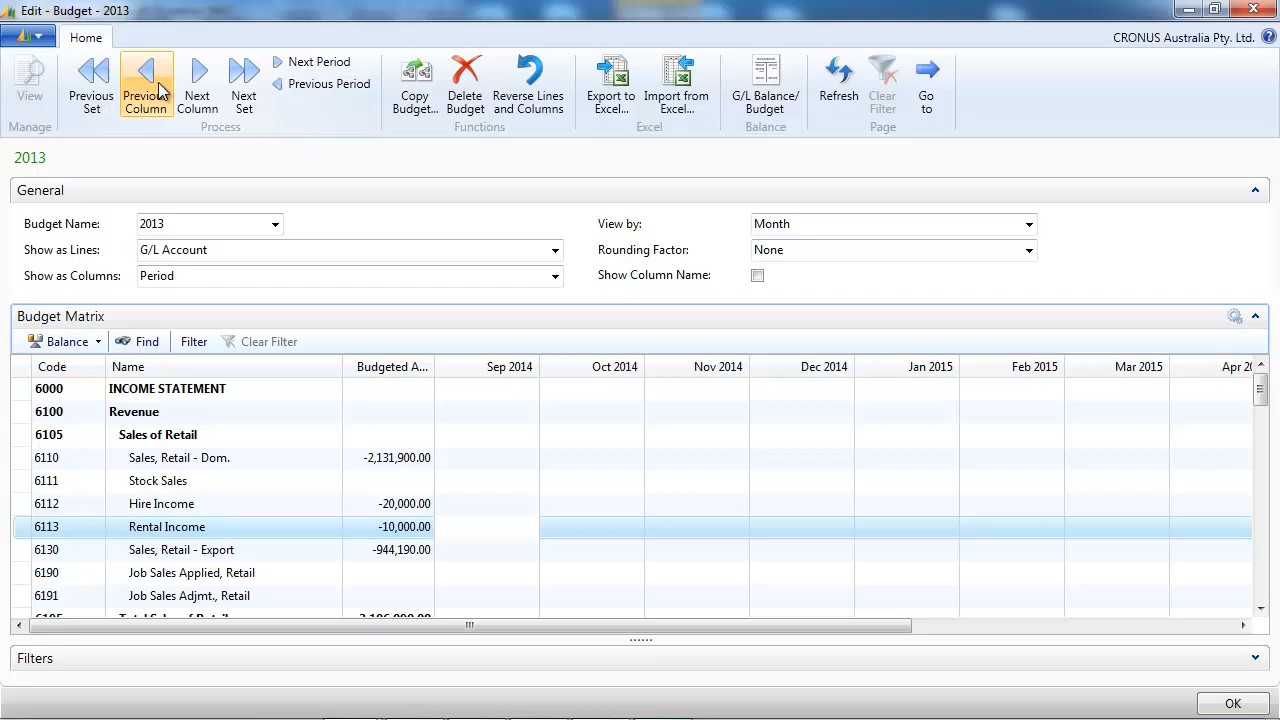 Edit - Budget - 2013
Home
CRONUS Australia Pty. Ltd.
View
Previous Set
Previous Column
Next Column
Next Set
Next Period
Previous Period
Copy Budget...
Delete Budget
Reverse Lines and Columns
Export to Excel...
Import from Excel...
G/L Balance/ Budget
Refresh
Clear Filter
Go to
Manage
Process
Functions
Excel
Balance
Page
2013
General
Budget Name: 2013
View by: Month
Show as Lines: G/L Account
Rounding Factor: None
Show as Columns: Period
Show Column Name:
Budget Matrix
Balance Find Filter Clear Filter
Code Name Budgeted A... Sep 2014 Oct 2014 Nov 2014 Dec 2014 Jan 2015 Feb 2015 Mar 2015 Apr 20
6000 INCOME STATEMENT
6100 Revenue
6105 Sales of Retail
6110 Sales, Retail - Dom. -2,131,900.00
6111 Stock Sales
6112 Hire Income -20,000.00
6113 Rental Income -10,000.00
6130 Sales, Retail - Export -944,190.00
6190 Job Sales Applied, Retail
6191 Job Sales Adjmt., Retail
Filters
OK